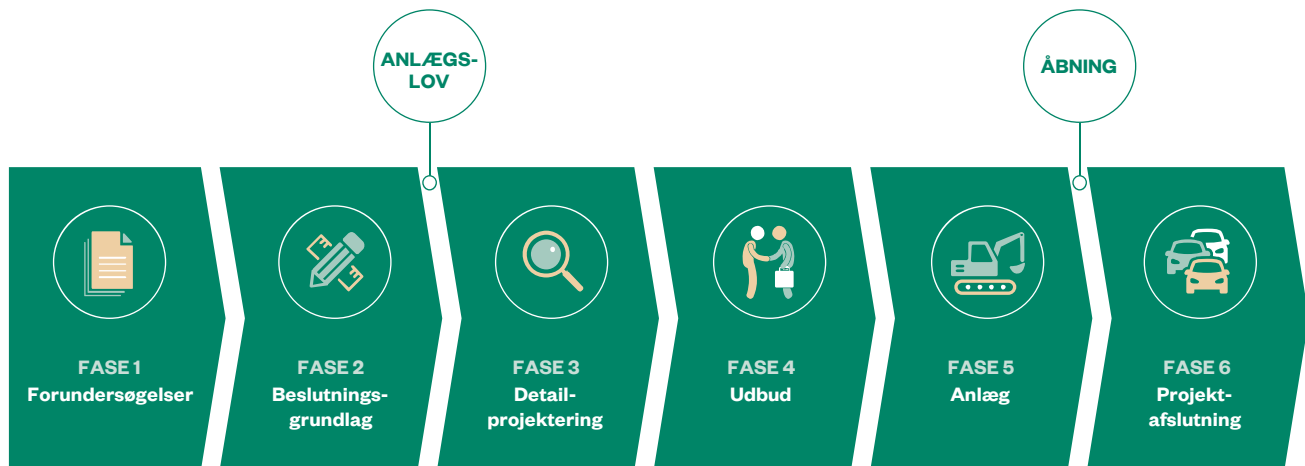 ANLÆGS-
LOV
ÅBNING
FASE 1
Forundersøgelser
FASE 2
Beslutnings-
grundlag
FASE 3
Detail-
projektering
FASE 4
Udbud
FASE 5
Anlæg
FASE 6
Projekt-
afslutning